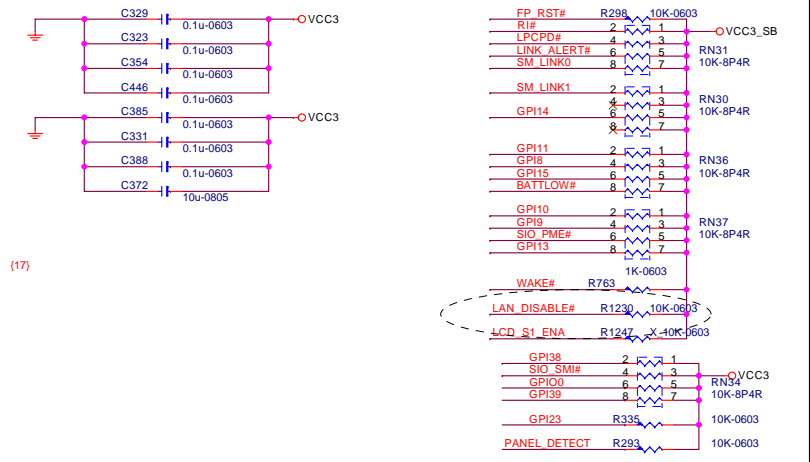 C329
0.1u-0603
VCC3
C323
0.1u-0603
C354
0.1u-0603
C446
0.1u-0603
C385
0.1u-0603
VCC3
C331
0.1u-0603
C388
0.1u-0603
C372
10u-0805
{17}
FP_RST# R298 10K-0603
RI# 2 1 VCC3_SB
LPCPD# 4 3 RN31
LINK_ALERT# 6 5 10K-8P4R
SM_LINK0 8 7
SM_LINK1 2 1
4 3 RN30
GPI14 6 5 10K-8P4R
8 7
GPI11 2 1
GPI8 4 3 RN36
GPI15 6 5 10K-8P4R
BATTLOW# 8 7
GPI10 2 1
GPI9 4 3 RN37
SIO_PME# 6 5 10K-8P4R
GPI13 8 7
1K-0603
WAKE# R763
LAN_DISABLE# R1230 10K-0603
LCD_S1_ENA R1247 X_10K-0603
GPI38 2 1
SIO_SMI# 4 3 VCC3
GPIO0 6 5 RN34
GPI39 8 7 10K-8P4R
GPI23 R335 10K-0603
PANEL_DETECT R293 10K-0603